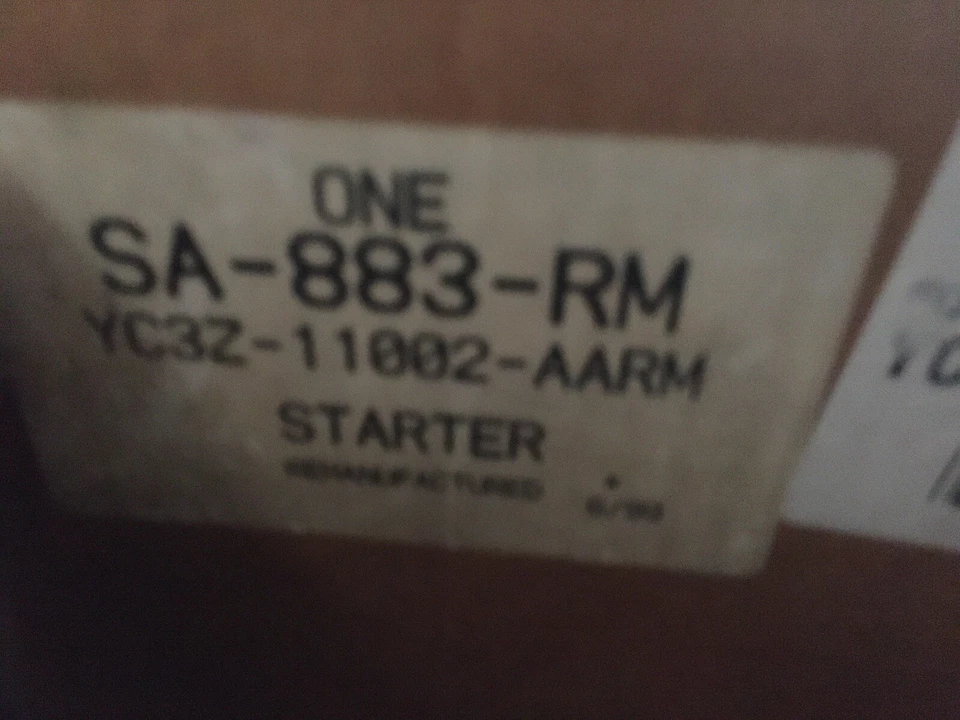 ONE
SA-883-RM
YC3Z-11002-AARM
STARTER
REMANUFACTURED